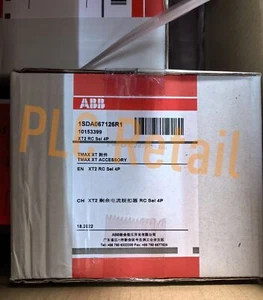 ABB
1SDA067126R1
10153399
XT2 RC Sel 4P
TMAX XT 附件
TMAX XT ACCESSORY
EN XT2 RC Sel 4P
CH XT2 剩余电流脱扣器 RC Sel 4P
PLC Retail